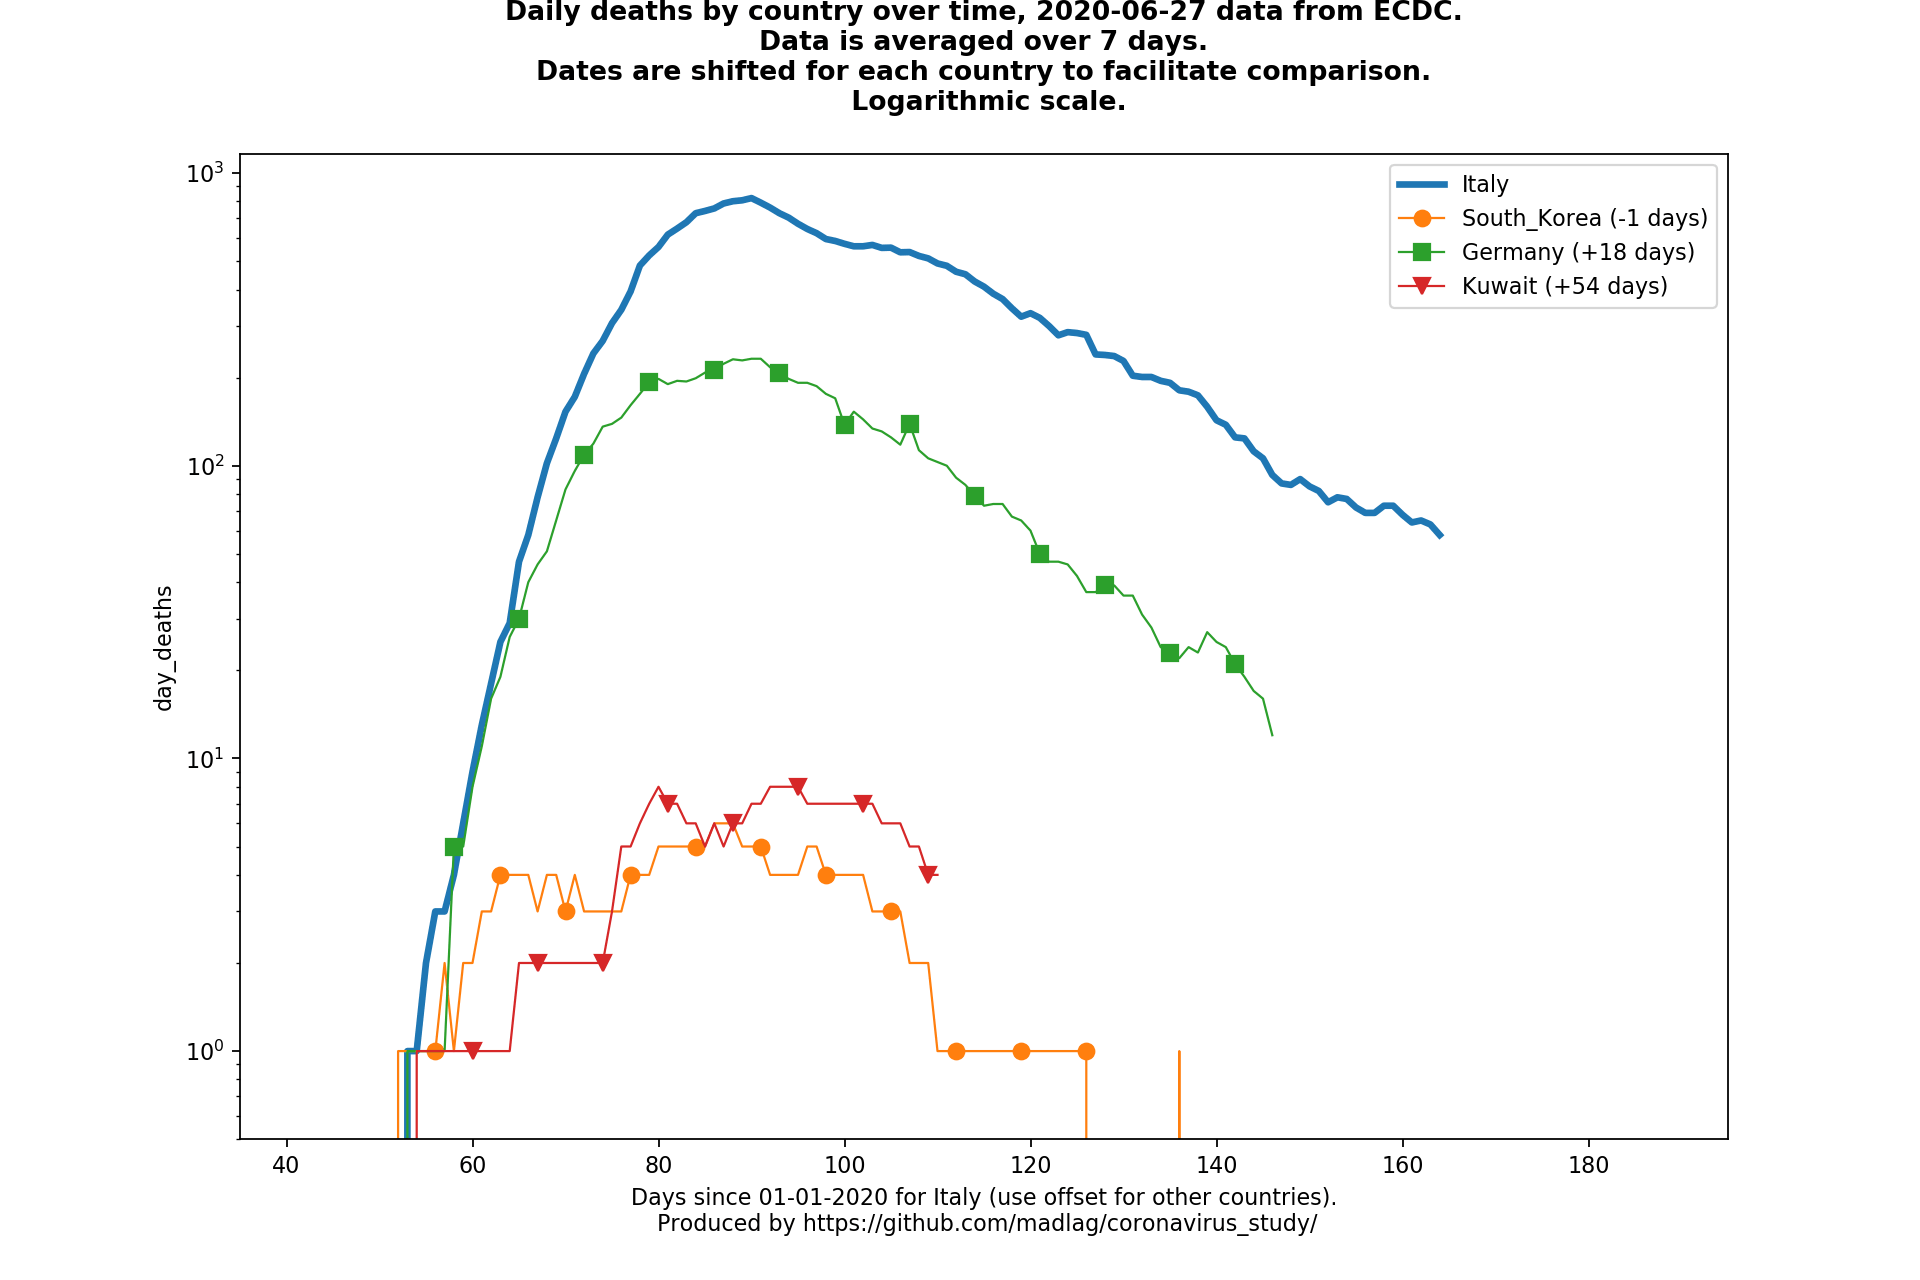 Daily deaths by country over time, 2020-06-27 data from ECDC.
Data is averaged over 7 days.
Dates are shifted for each country to facilitate comparison.
Logarithmic scale.
Italy
South_Korea (-1 days)
Germany (+18 days)
Kuwait (+54 days)
day_deaths
10³
10²
10¹
10⁰
40 60 80 100 120 140 160 180
Days since 01-01-2020 for Italy (use offset for other countries).
Produced by https://github.com/madlag/coronavirus_study/